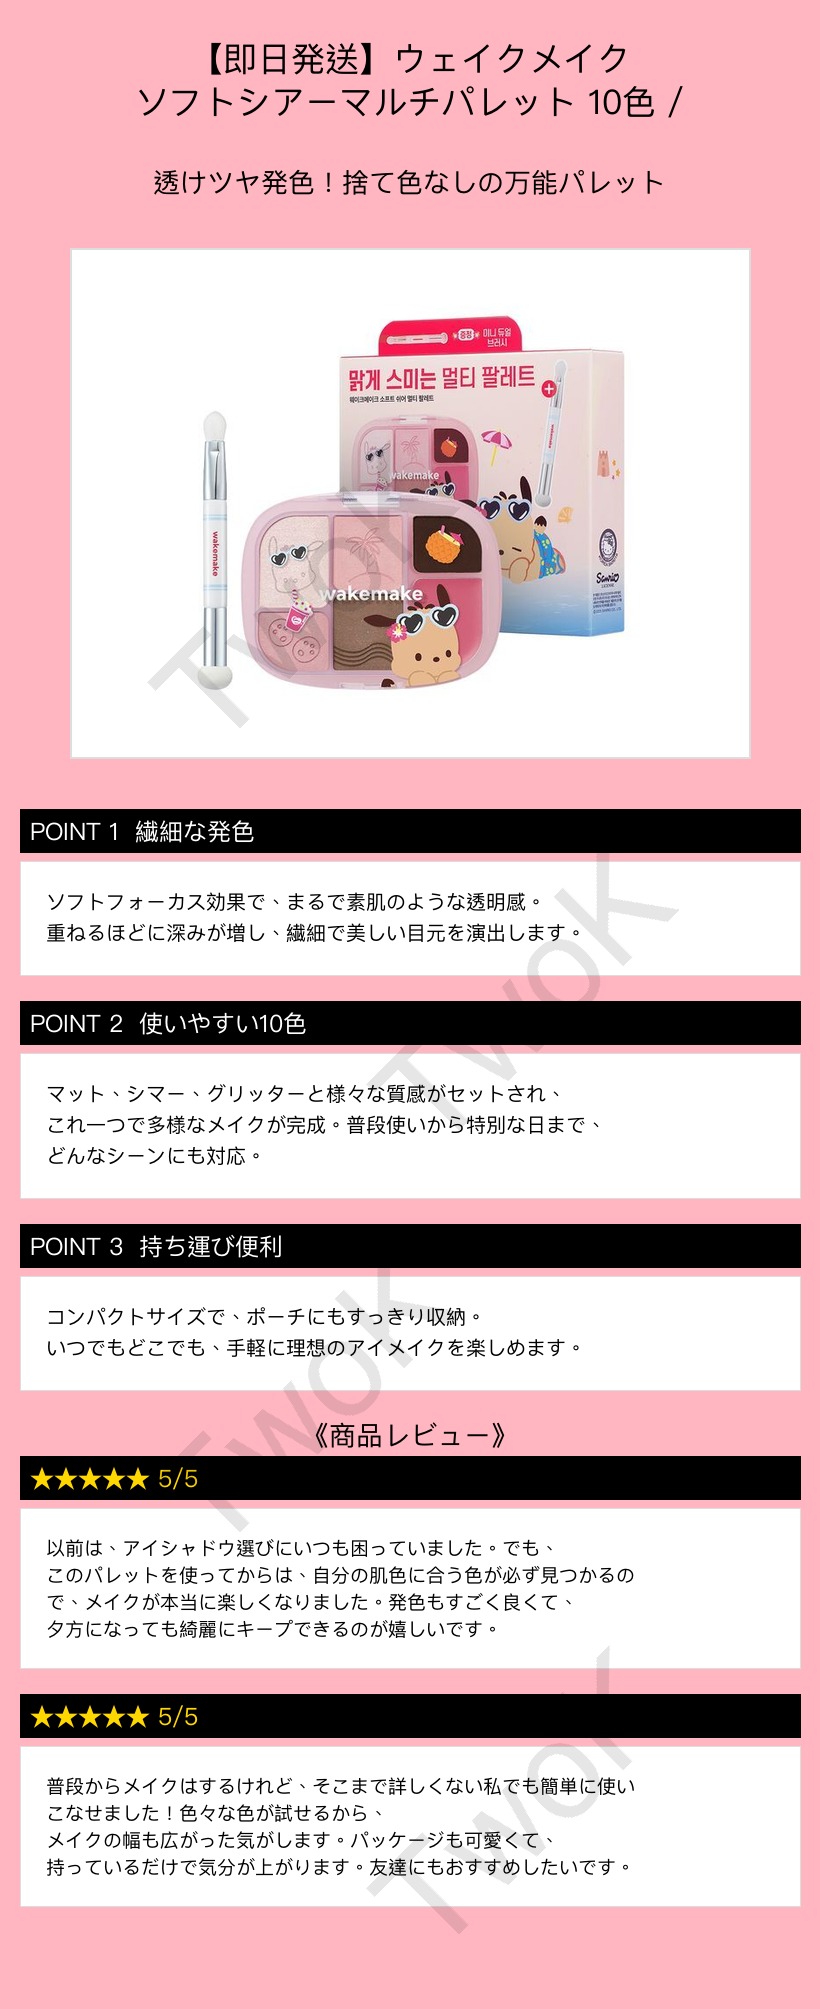 【即日発送】ウェイクメイク
ソフトシアーマルチパレット 10色 /
透けツヤ発色！捨て色なしの万能パレット
증정
미니 듀얼
브러시
맑게 스미는 멀티 팔레트
웨이크메이크 소프트 쉬어 멀티 팔레트
wakemake
wakemake
wakemake
wakemake
Sanrio
LICENSE
TwoK
POINT 1 繊細な発色
ソフトフォーカス効果で、まるで素肌のような透明感。
重ねるほどに深みが増し、繊細で美しい目元を演出します。
TwoK
POINT 2 使いやすい10色
マット、シマー、グリッターと様々な質感がセットされ、
これ一つで多様なメイクが完成。普段使いから特別な日まで、
どんなシーンにも対応。
POINT 3 持ち運び便利
コンパクトサイズで、ポーチにもすっきり収納。
いつでもどこでも、手軽に理想のアイメイクを楽しめます。
TwoK
《商品レビュー》
★★★★★ 5/5
以前は、アイシャドウ選びにいつも困っていました。でも、
このパレットを使ってからは、自分の肌色に合う色が必ず見つかるの
で、メイクが本当に楽しくなりました。発色もすごく良くて、
夕方になっても綺麗にキープできるのが嬉しいです。
★★★★★ 5/5
普段からメイクはするけれど、そこまで詳しくない私でも簡単に使い
こなせました！色々な色が試せるから、
メイクの幅も広がった気がします。パッケージも可愛くて、
持っているだけで気分が上がります。友達にもおすすめしたいです。
TwoK